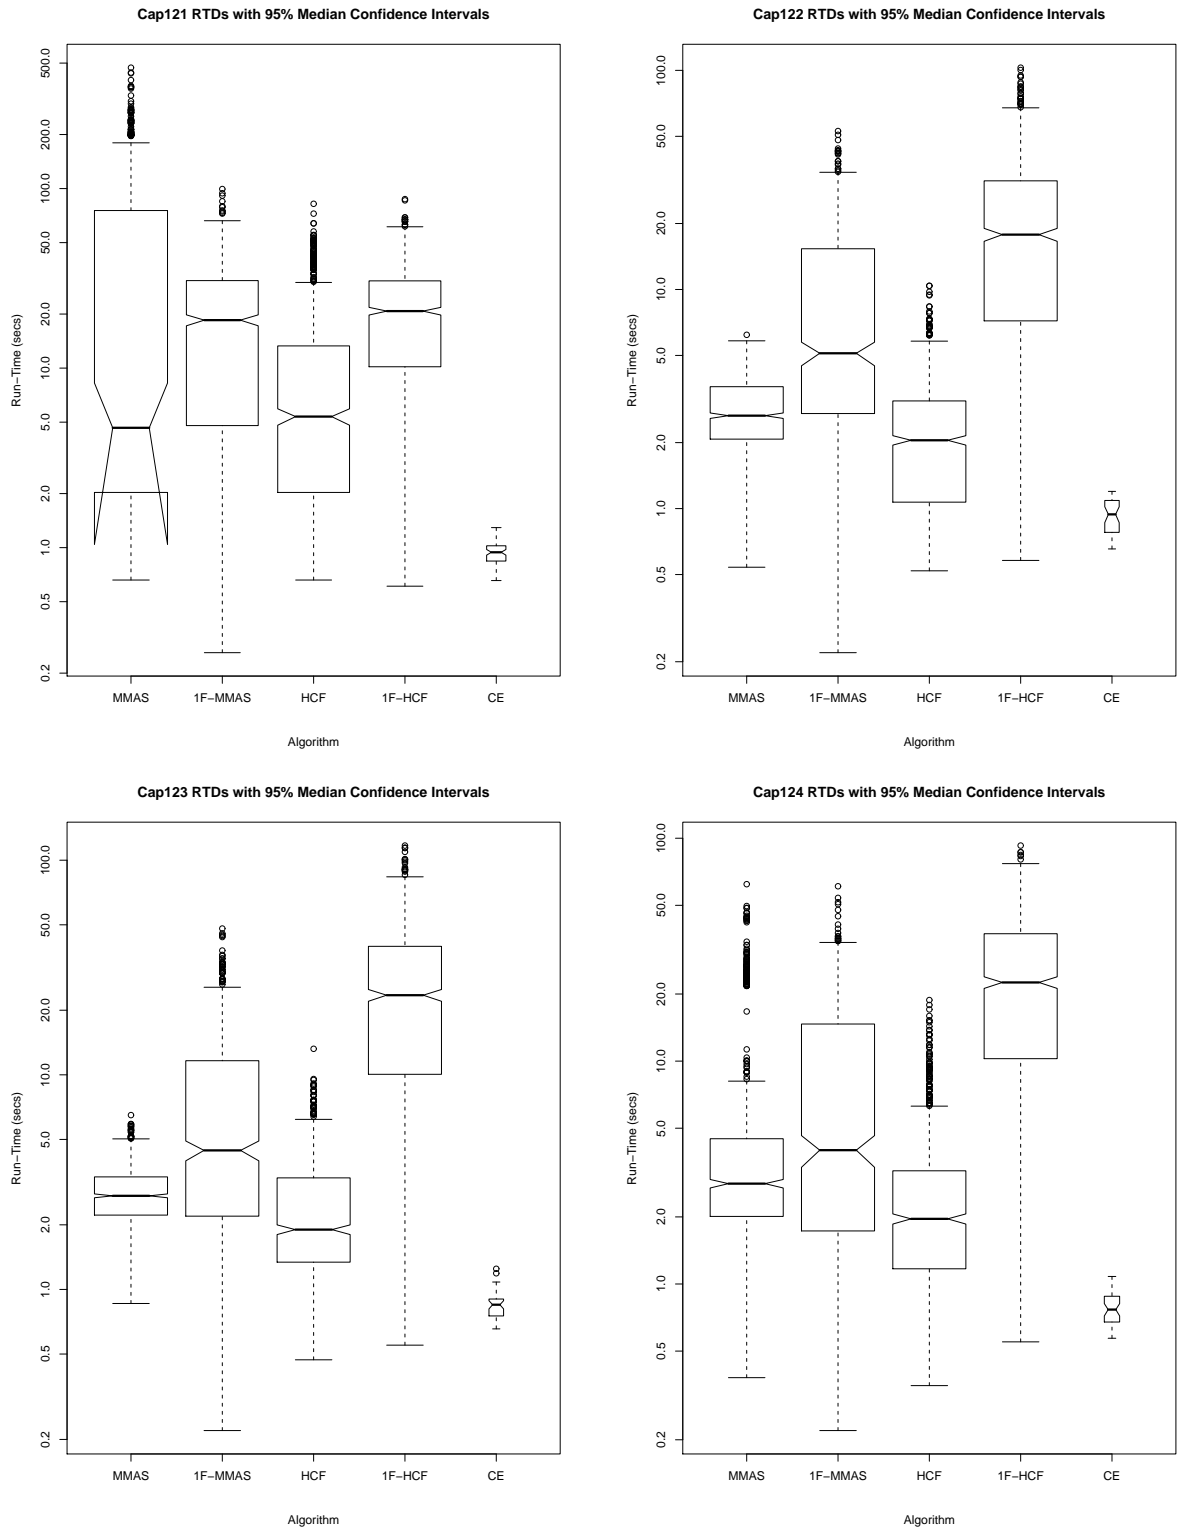 Cap121 RTDs with 95% Median Confidence Intervals
Run−Time (secs)
500.0
200.0
100.0
50.0
20.0
10.0
5.0
2.0
1.0
0.5
0.2
MMAS 1F−MMAS HCF 1F−HCF CE
Algorithm
Cap122 RTDs with 95% Median Confidence Intervals
Run−Time (secs)
100.0
50.0
20.0
10.0
5.0
2.0
1.0
0.5
0.2
MMAS 1F−MMAS HCF 1F−HCF CE
Algorithm
Cap123 RTDs with 95% Median Confidence Intervals
Run−Time (secs)
100.0
50.0
20.0
10.0
5.0
2.0
1.0
0.5
0.2
MMAS 1F−MMAS HCF 1F−HCF CE
Algorithm
Cap124 RTDs with 95% Median Confidence Intervals
Run−Time (secs)
100.0
50.0
20.0
10.0
5.0
2.0
1.0
0.5
0.2
MMAS 1F−MMAS HCF 1F−HCF CE
Algorithm